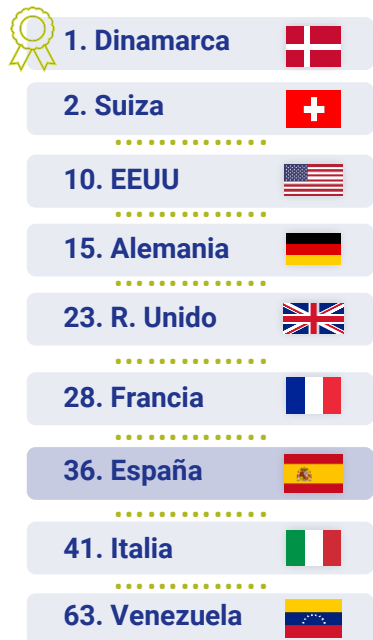 1. Dinamarca
2. Suiza
10. EEUU
15. Alemania
23. R. Unido
28. Francia
36. España
41. Italia
63. Venezuela